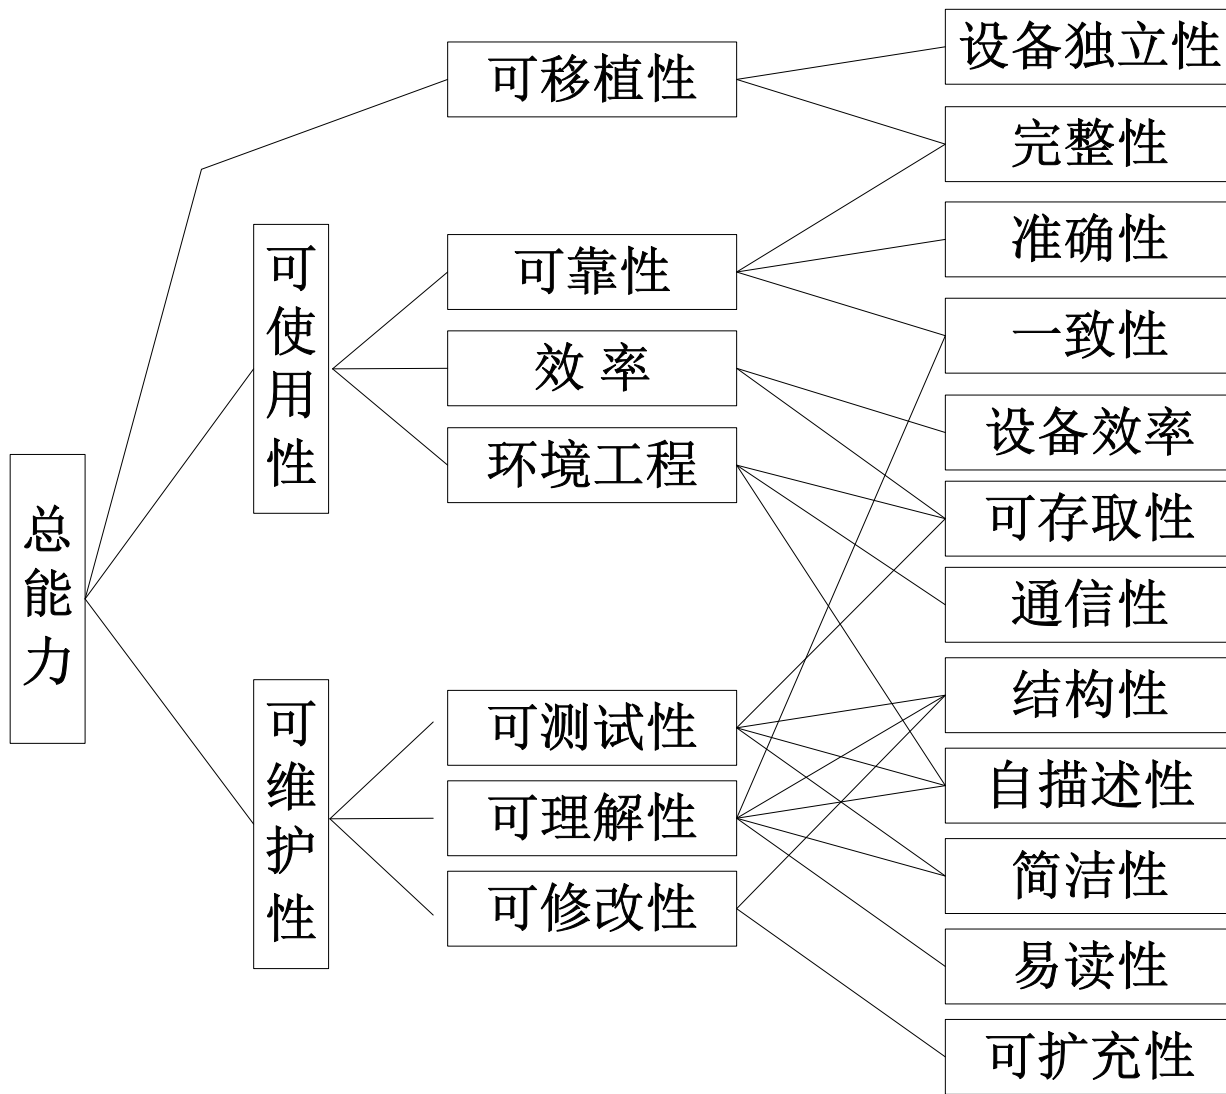 总能力
可使用性
可维护性
可移植性
可靠性
效 率
环境工程
可测试性
可理解性
可修改性
设备独立性
完整性
准确性
一致性
设备效率
可存取性
通信性
结构性
自描述性
简洁性
易读性
可扩充性